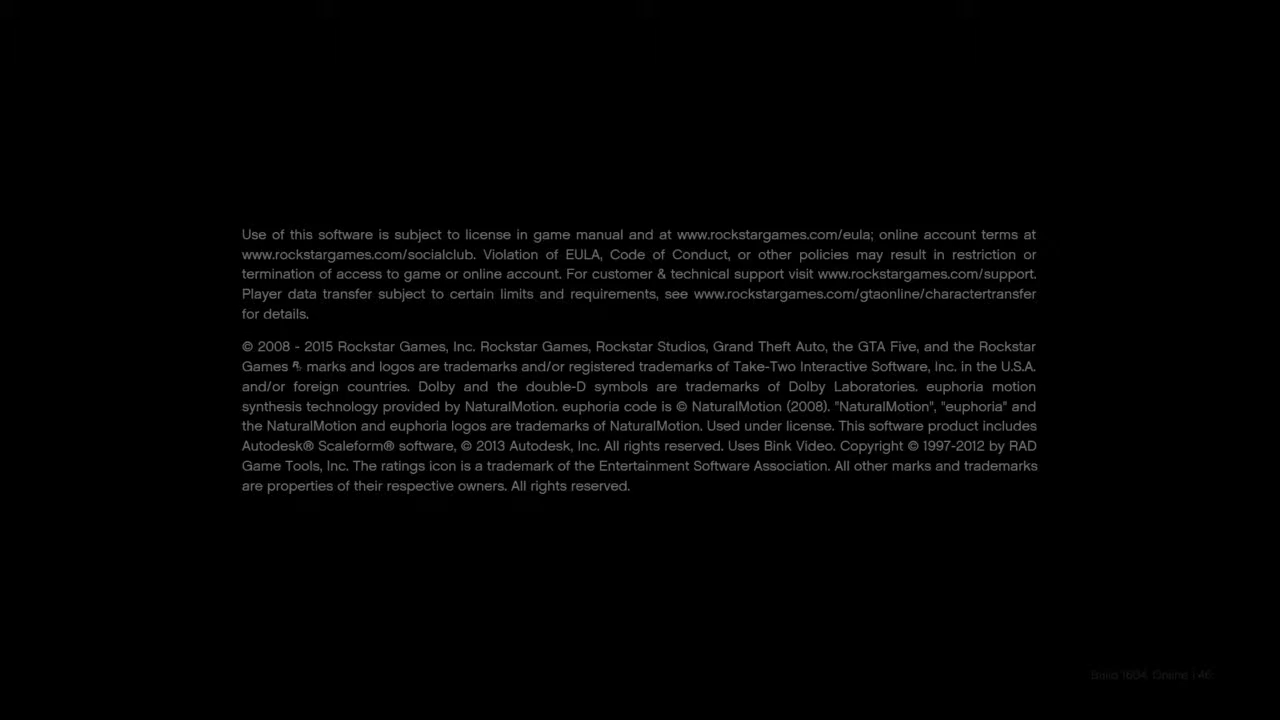 Use of this software is subject to license in game manual and at www.rockstargames.com/eula; online account terms at
www.rockstargames.com/socialclub. Violation of EULA, Code of Conduct, or other policies may result in restriction or
termination of access to game or online account. For customer & technical support visit www.rockstargames.com/support.
Player data transfer subject to certain limits and requirements, see www.rockstargames.com/gtaonline/charactertransfer
for details.
© 2008 - 2015 Rockstar Games, Inc. Rockstar Games, Rockstar Studios, Grand Theft Auto, the GTA Five, and the Rockstar
Games R* marks and logos are trademarks and/or registered trademarks of Take-Two Interactive Software, Inc. in the U.S.A.
and/or foreign countries. Dolby and the double-D symbols are trademarks of Dolby Laboratories. euphoria motion
synthesis technology provided by NaturalMotion. euphoria code is © NaturalMotion (2008). "NaturalMotion", "euphoria" and
the NaturalMotion and euphoria logos are trademarks of NaturalMotion. Used under license. This software product includes
Autodesk® Scaleform® software, © 2013 Autodesk, Inc. All rights reserved. Uses Bink Video. Copyright © 1997-2012 by RAD
Game Tools, Inc. The ratings icon is a trademark of the Entertainment Software Association. All other marks and trademarks
are properties of their respective owners. All rights reserved.
Build 1604, Online 1.46